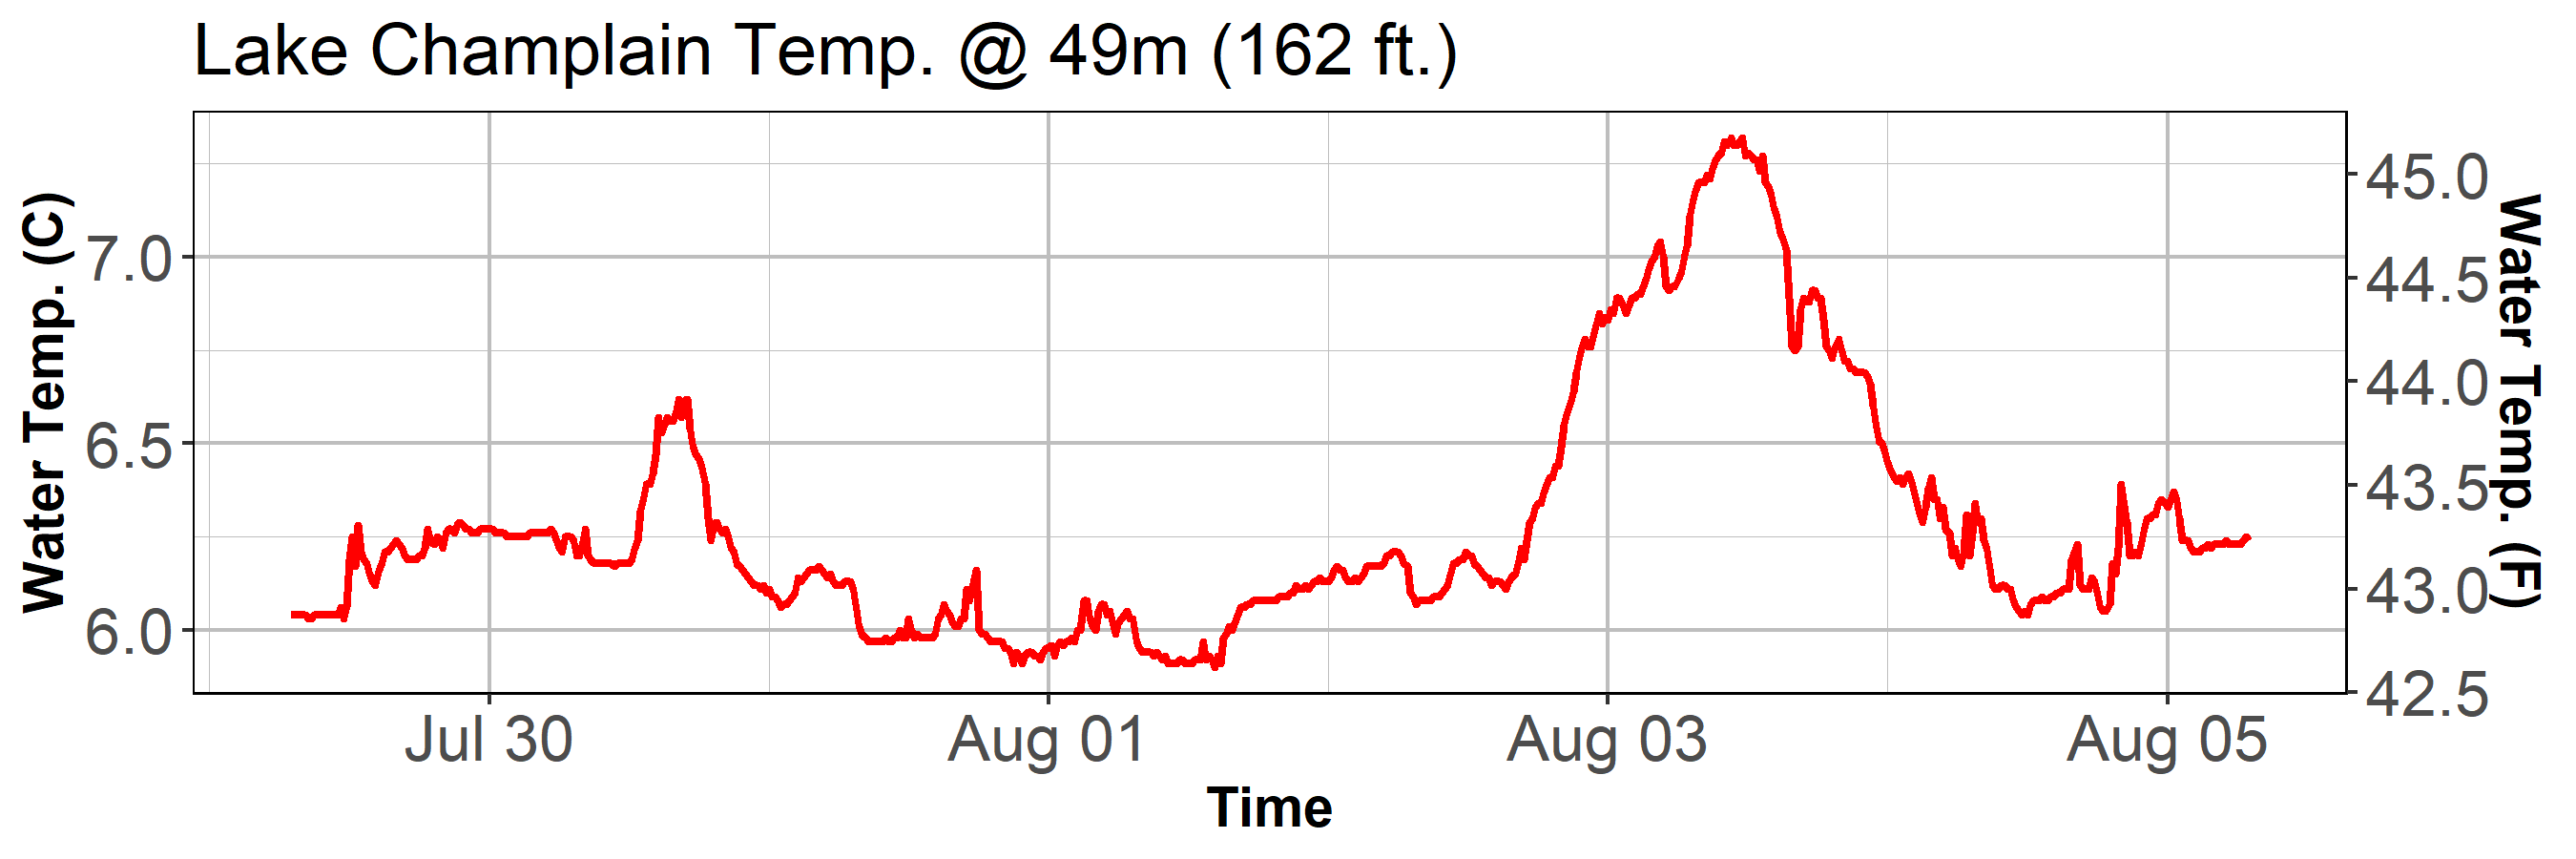 Lake Champlain Temp. @ 49m (162 ft.)
Water Temp. (C)
7.0
6.5
6.0
45.0
44.5
44.0
43.5
43.0
42.5
Water Temp. (F)
Jul 30
Aug 01
Aug 03
Aug 05
Time